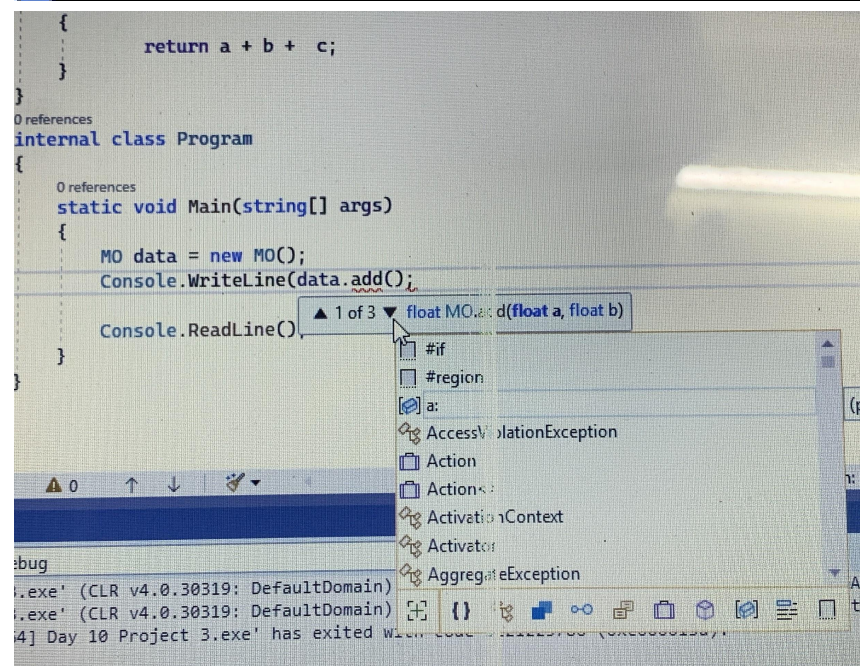 {
return a + b + c;
}
}
0 references
internal class Program
{
0 references
static void Main(string[] args)
{
MO data = new MO();
Console.WriteLine(data.add();
▲ 1 of 3 ▼ float MO.add(float a, float b)
Console.ReadLine()
}
}
#if
#region
a:
AccessViolationException
Action
Action<>
ActivationContext
Activator
AggregateException
0
ebug
.exe' (CLR v4.0.30319: DefaultDomain)
.exe' (CLR v4.0.30319: DefaultDomain)
4] Day 10 Project 3.exe' has exited